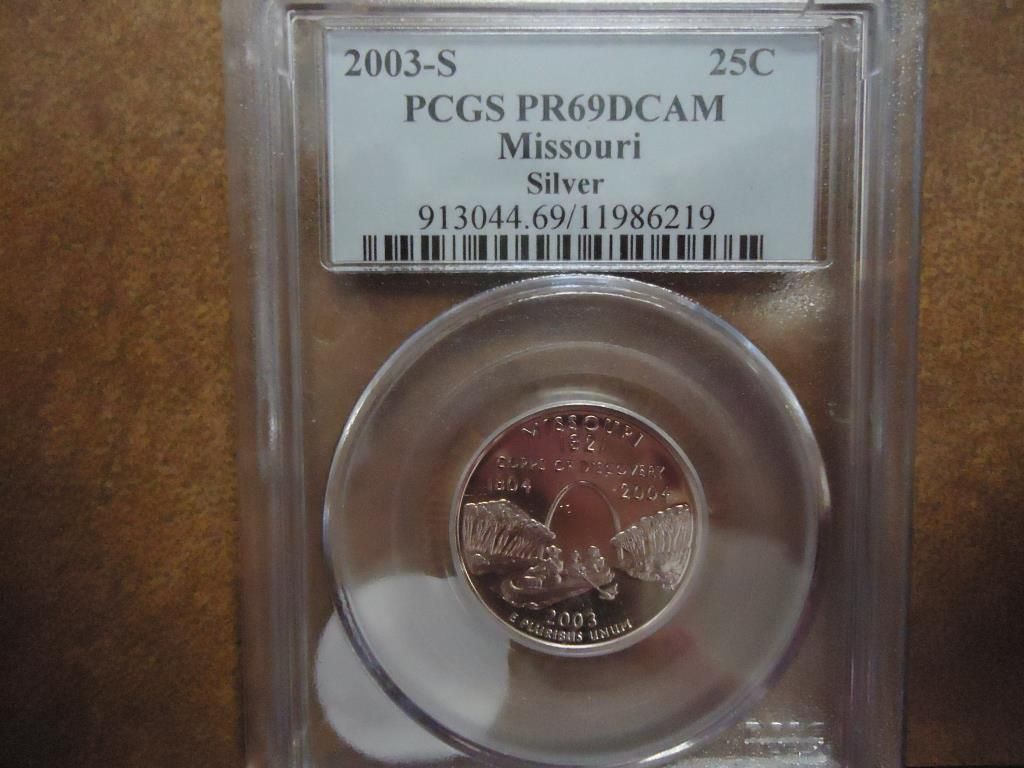 2003-S 25C
PCGS PR69DCAM
Missouri
Silver
913044.69/11986219
MISSOURI
1821
CORPS OF DISCOVERY
1804 2004
2003
E PLURIBUS UNUM